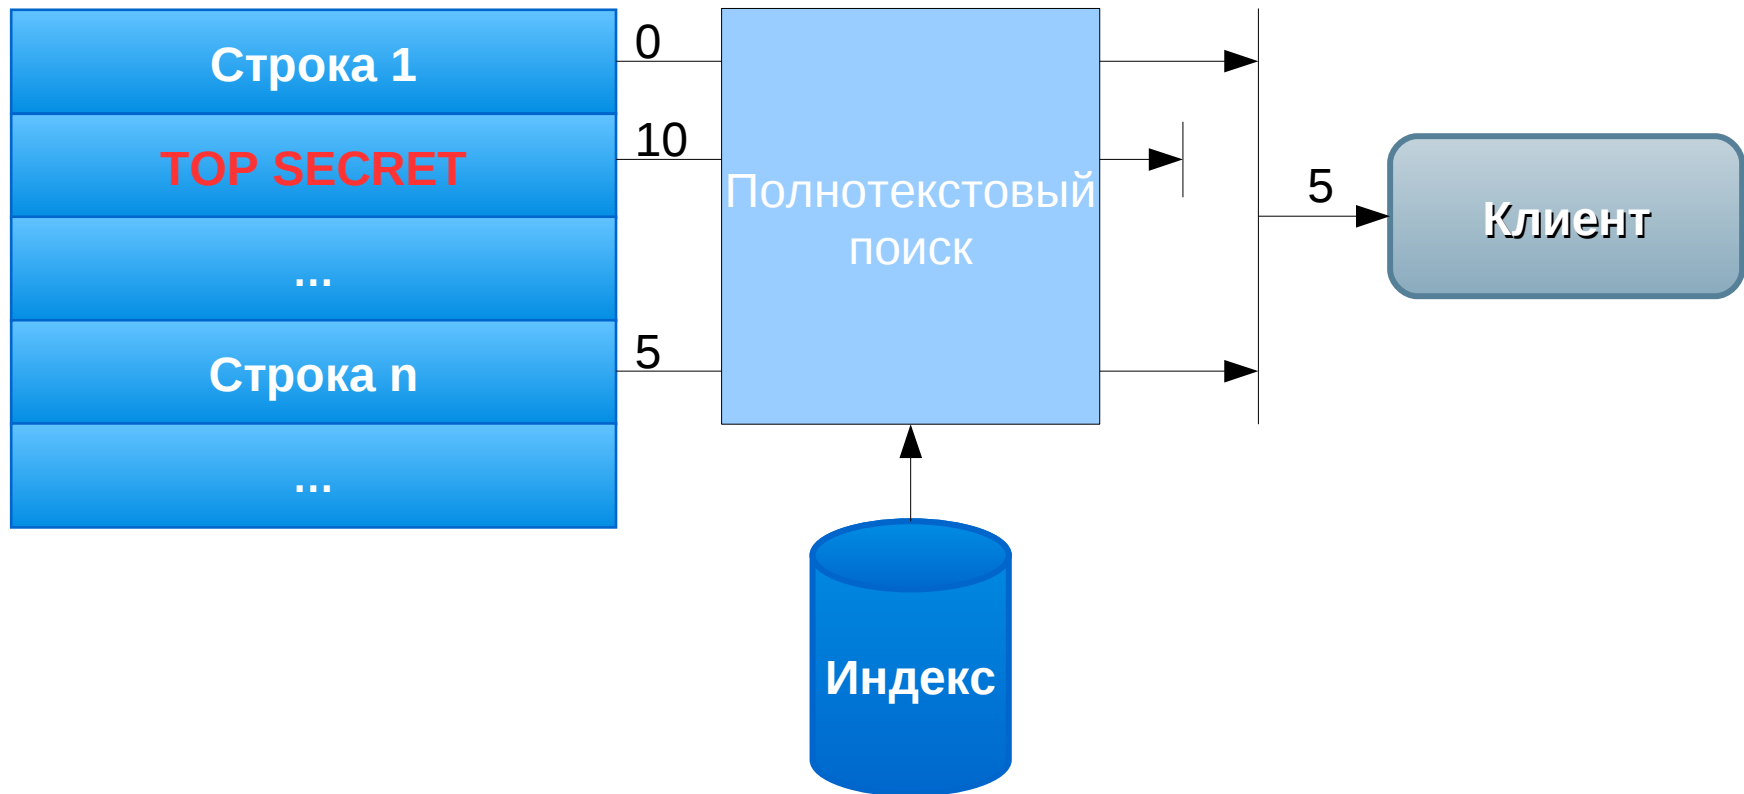 Строка 1
0
TOP SECRET
10
...
Строка n
5
...
Полнотекстовый
поиск
5
Клиент
Индекс